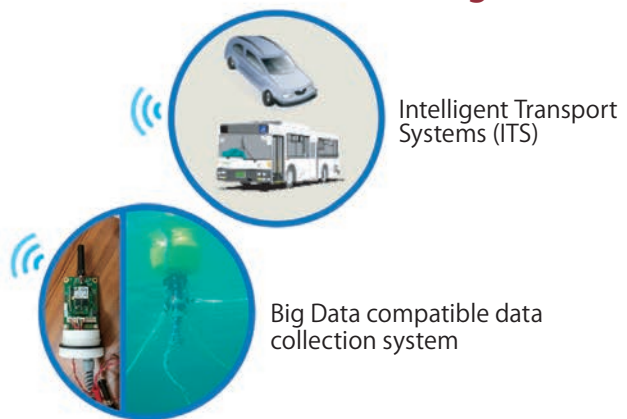 Intelligent Transport
Systems (ITS)
Big Data compatible data
collection system